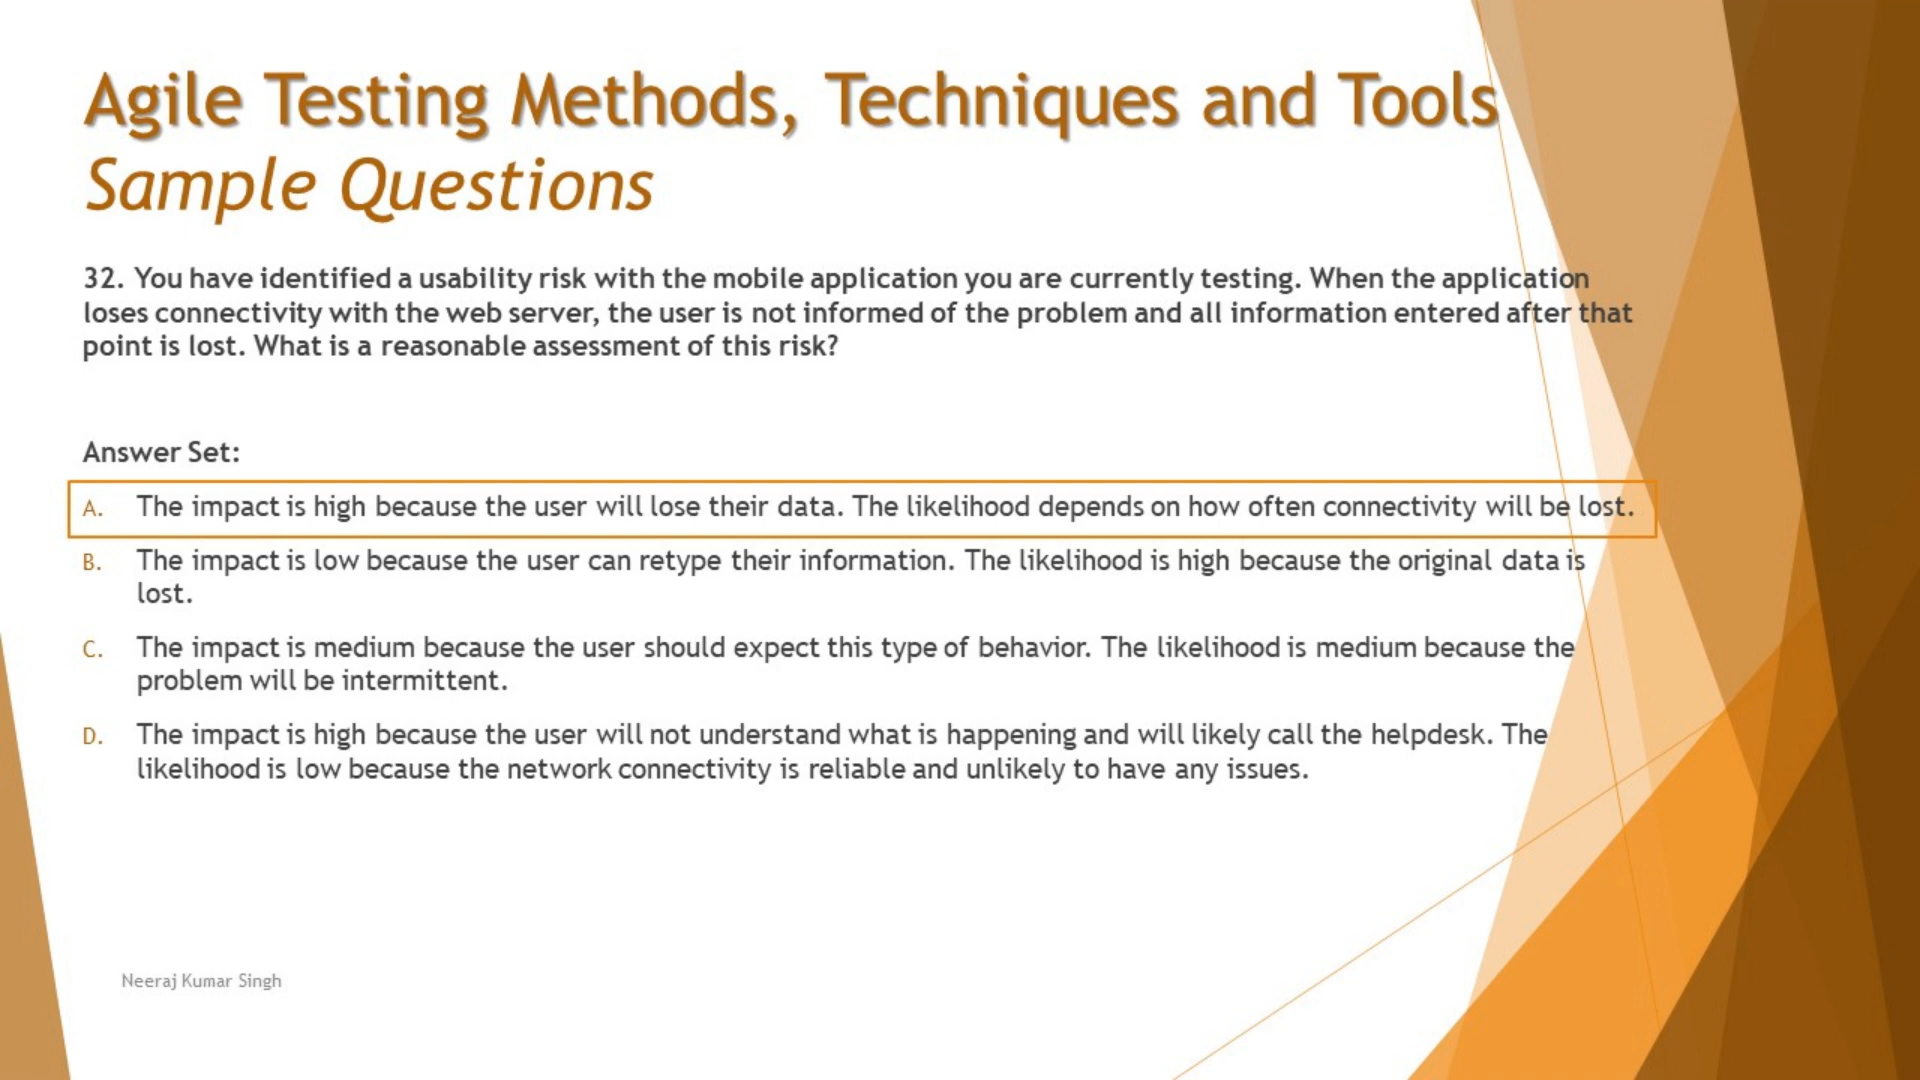 Agile Testing Methods, Techniques and Tools
Sample Questions
32. You have identified a usability risk with the mobile application you are currently testing. When the application
loses connectivity with the web server, the user is not informed of the problem and all information entered after that
point is lost. What is a reasonable assessment of this risk?
Answer Set:
A. The impact is high because the user will lose their data. The likelihood depends on how often connectivity will be lost.
B. The impact is low because the user can retype their information. The likelihood is high because the original data is
lost.
C. The impact is medium because the user should expect this type of behavior. The likelihood is medium because the
problem will be intermittent.
D. The impact is high because the user will not understand what is happening and will likely call the helpdesk. The
likelihood is low because the network connectivity is reliable and unlikely to have any issues.
Neeraj Kumar Singh